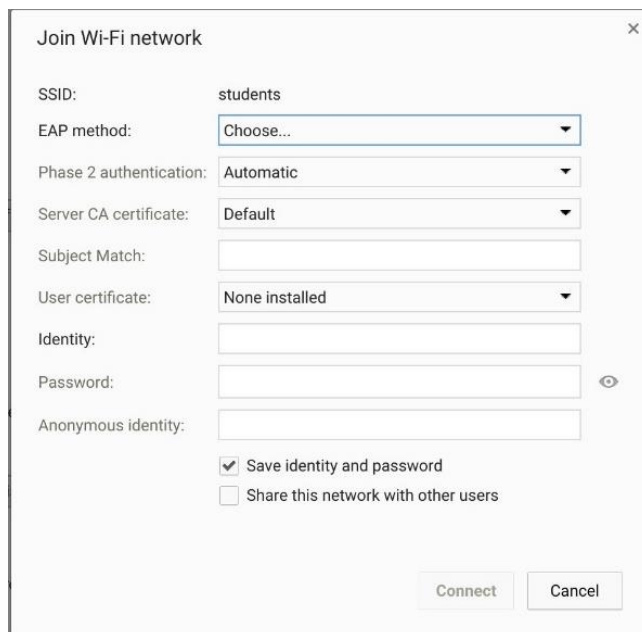 Join Wi-Fi network
SSID: students
EAP method: Choose...
Phase 2 authentication: Automatic
Server CA certificate: Default
Subject Match:
User certificate: None installed
Identity:
Password:
Anonymous identity:
Save identity and password
Share this network with other users
Connect Cancel